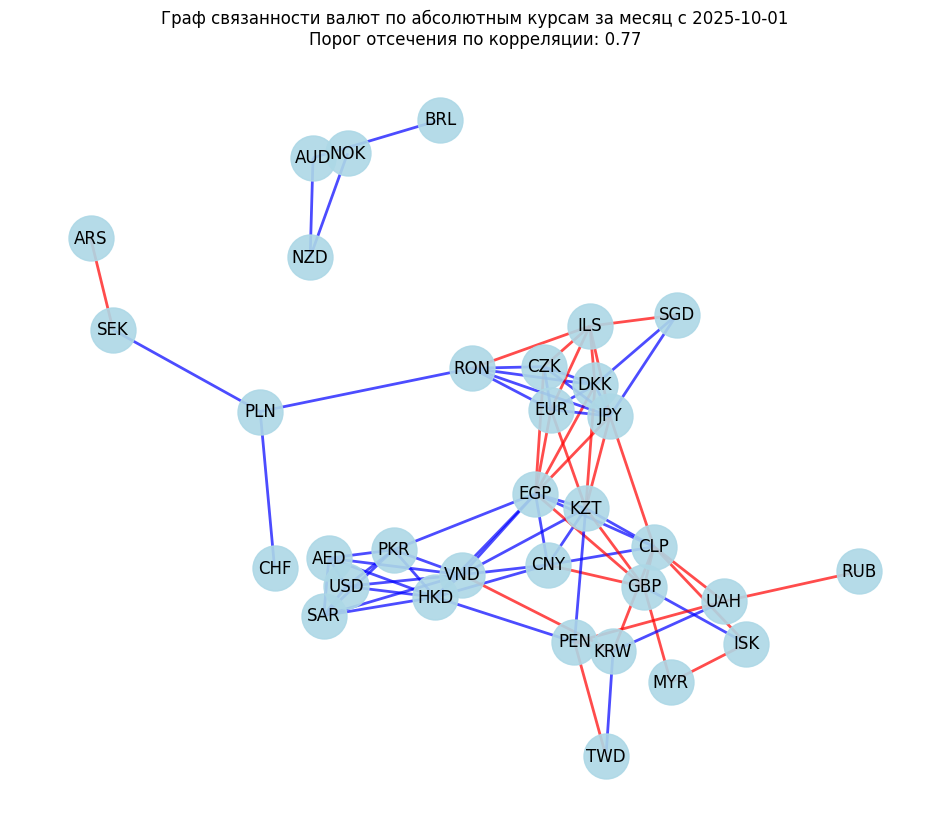 Граф связанности валют по абсолютным курсам за месяц с 2025-10-01
Порог отсечения по корреляции: 0.77
BRL
AUD
NOK
ARS
NZD
SGD
ILS
SEK
RON
CZK
DKK
PLN
EUR
JPY
EGP
KZT
CLP
PKR
AED
CHF
CNY
RUB
VND
USD
GBP
HKD
UAH
SAR
PEN
KRW
ISK
MYR
TWD